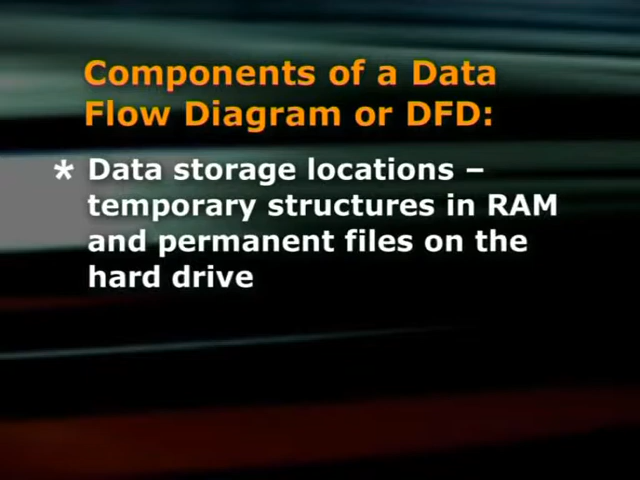 Components of a Data
Flow Diagram or DFD:
* Data storage locations –
temporary structures in RAM
and permanent files on the
hard drive